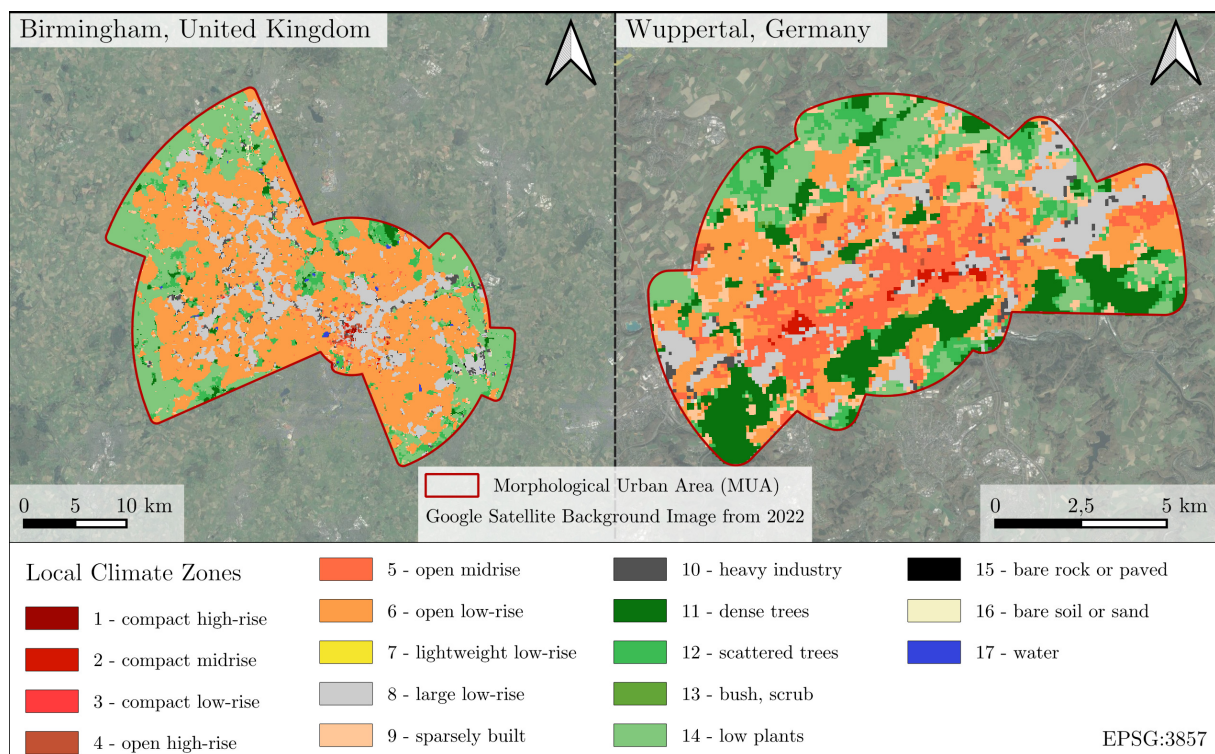 Birmingham, United Kingdom
Wuppertal, Germany
0 5 10 km
Morphological Urban Area (MUA)
Google Satellite Background Image from 2022
0 2,5 5 km
Local Climate Zones
1 - compact high-rise
2 - compact midrise
3 - compact low-rise
4 - open high-rise
5 - open midrise
6 - open low-rise
7 - lightweight low-rise
8 - large low-rise
9 - sparsely built
10 - heavy industry
11 - dense trees
12 - scattered trees
13 - bush, scrub
14 - low plants
15 - bare rock or paved
16 - bare soil or sand
17 - water
EPSG:3857